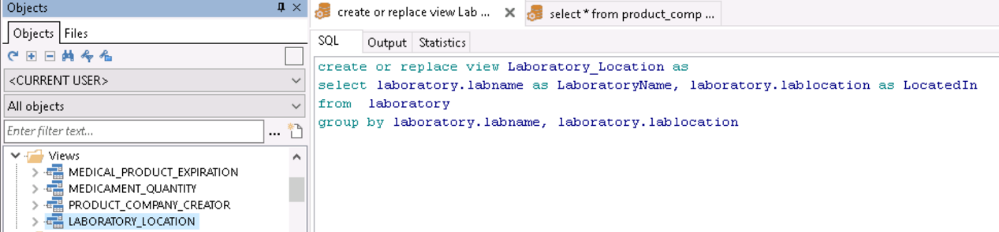 Objects
Objects Files
<CURRENT USER>
All objects
Enter filter text...
...
Views
MEDICAL_PRODUCT_EXPIRATION
MEDICAMENT_QUANTITY
PRODUCT_COMPANY_CREATOR
LABORATORY_LOCATION
create or replace view Lab ... select * from product_comp ...
SQL Output Statistics
create or replace view Laboratory_Location as
select laboratory.labname as LaboratoryName, laboratory.lablocation as LocatedIn
from  laboratory
group by laboratory.labname, laboratory.lablocation